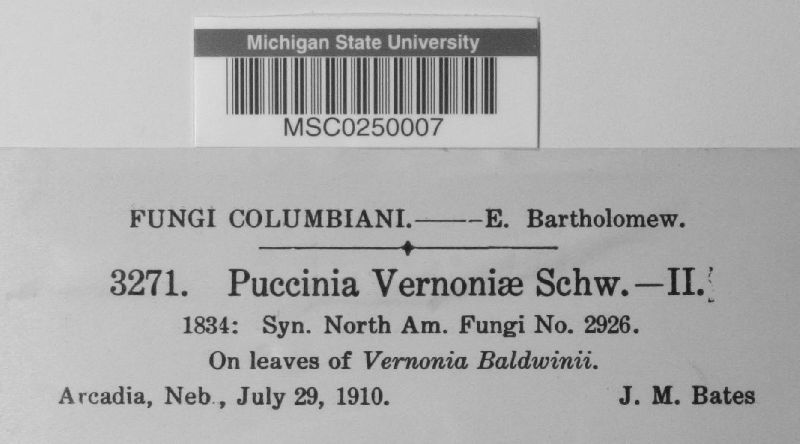 Michigan State University
MSC0250007
FUNGI COLUMBIANI.——-E. Bartholomew.
3271. Puccinia Vernoniæ Schw.—II.
1834: Syn. North Am. Fungi No. 2926.
On leaves of Vernonia Baldwinii.
Arcadia, Neb., July 29, 1910. J. M. Bates